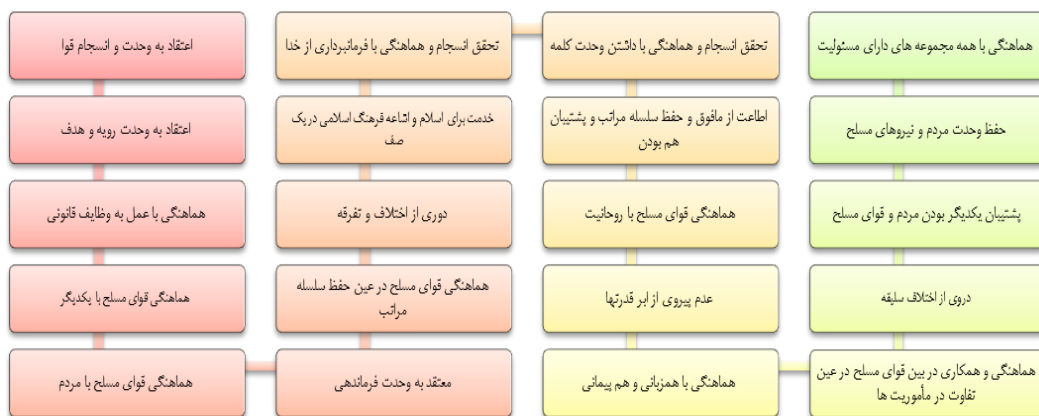 اعتقاد به وحدت و انسجام قوا
اعتقاد به وحدت رویه و هدف
هماهنگی با عمل به وظایف قانونی
هماهنگی قوای مسلح با یکدیگر
هماهنگی قوای مسلح با مردم
معتقد به وحدت فرماندهی
هماهنگی قوای مسلح در عین حفظ سلسله
مراتب
دوری از اختلاف و تفرقه
خدمت برای اسلام و اشاعه فرهنگ اسلامی در یک
صف
تحقق انسجام و هماهنگی با فرمانبرداری از خدا
تحقق انسجام و هماهنگی با داشتن وحدت کلمه
اطاعت از مافوق و حفظ سلسله مراتب و پشتیبان
هم بودن
هماهنگی قوای مسلح با روحانیت
عدم پیروی از ابر قدرتها
هماهنگی با همزبانی و هم پیمانی
هماهنگی و همکاری در بین قوای مسلح در عین
تفاوت در مأموریت ها
دروی از اختلاف سلیقه
پشتیبان یکدیگر بودن مردم و قوای مسلح
حفظ وحدت مردم و نیروهای مسلح
هماهنگی با همه مجموعه های دارای مسئولیت